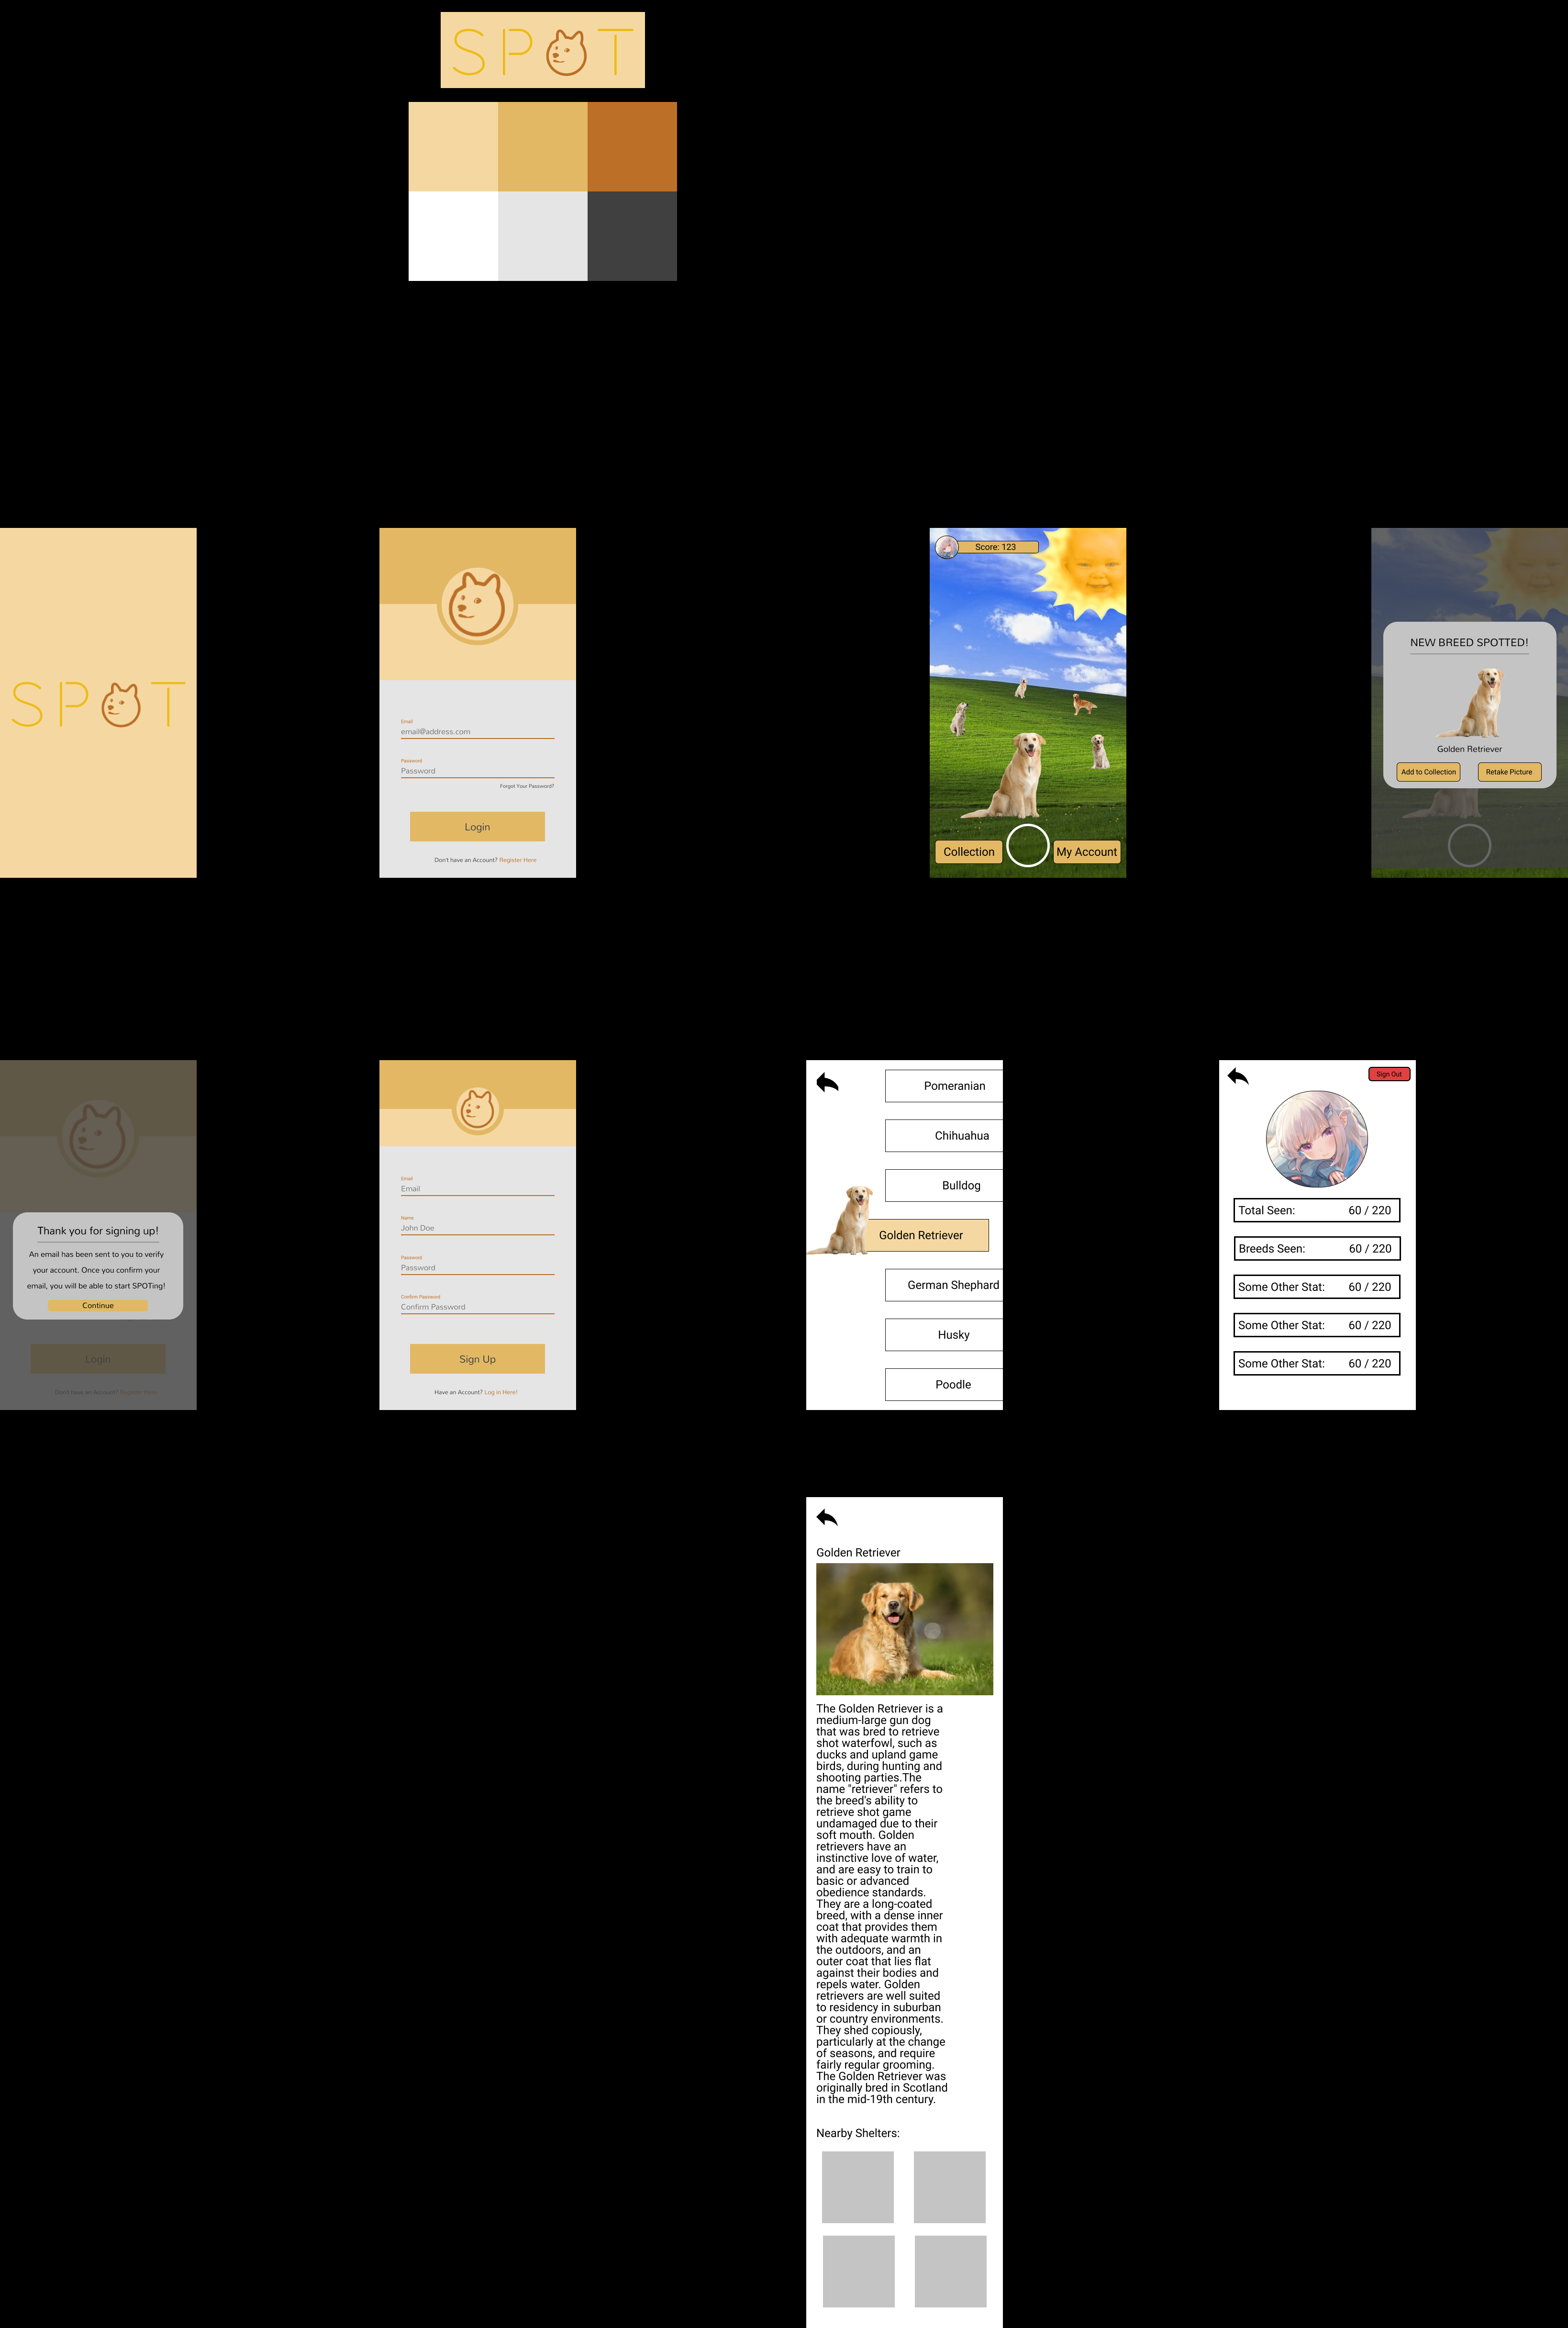 SPOT
SPOT
Email
email@address.com
Password
Password
Forgot Your Password?
Login
Don't have an Account? Register Here
Score: 123
Collection
My Account
NEW BREED SPOTTED!
Golden Retriever
Add to Collection
Retake Picture
Thank you for signing up!
An email has been sent to you to verify
your account. Once you confirm your
email, you will be able to start SPOTing!
Continue
Login
Don't have an Account? Register Here
Email
Email
Name
John Doe
Password
Password
Confirm Password
Confirm Password
Sign Up
Have an Account? Log in Here!
Pomeranian
Chihuahua
Bulldog
Golden Retriever
German Shephard
Husky
Poodle
Sign Out
Total Seen: 60 / 220
Breeds Seen: 60 / 220
Some Other Stat: 60 / 220
Some Other Stat: 60 / 220
Some Other Stat: 60 / 220
Golden Retriever
The Golden Retriever is a
medium-large gun dog
that was bred to retrieve
shot waterfowl, such as
ducks and upland game
birds, during hunting and
shooting parties.The
name "retriever" refers to
the breed's ability to
retrieve shot game
undamaged due to their
soft mouth. Golden
retrievers have an
instinctive love of water,
and are easy to train to
basic or advanced
obedience standards.
They are a long-coated
breed, with a dense inner
coat that provides them
with adequate warmth in
the outdoors, and an
outer coat that lies flat
against their bodies and
repels water. Golden
retrievers are well suited
to residency in suburban
or country environments.
They shed copiously,
particularly at the change
of seasons, and require
fairly regular grooming.
The Golden Retriever was
originally bred in Scotland
in the mid-19th century.
Nearby Shelters: